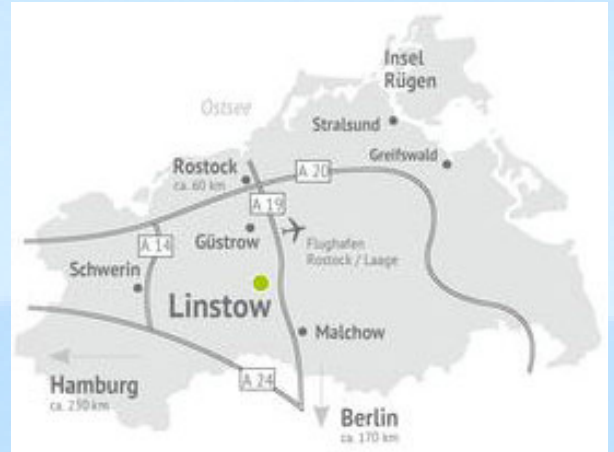 Insel
Rügen
Ostsee
Stralsund
Greifswald
Rostock
ca. 60 km
A 20
A 19
A 14
Güstrow
Flughafen
Rostock / Laage
Schwerin
Linstow
Malchow
A 24
Hamburg
ca. 230 km
Berlin
ca. 170 km